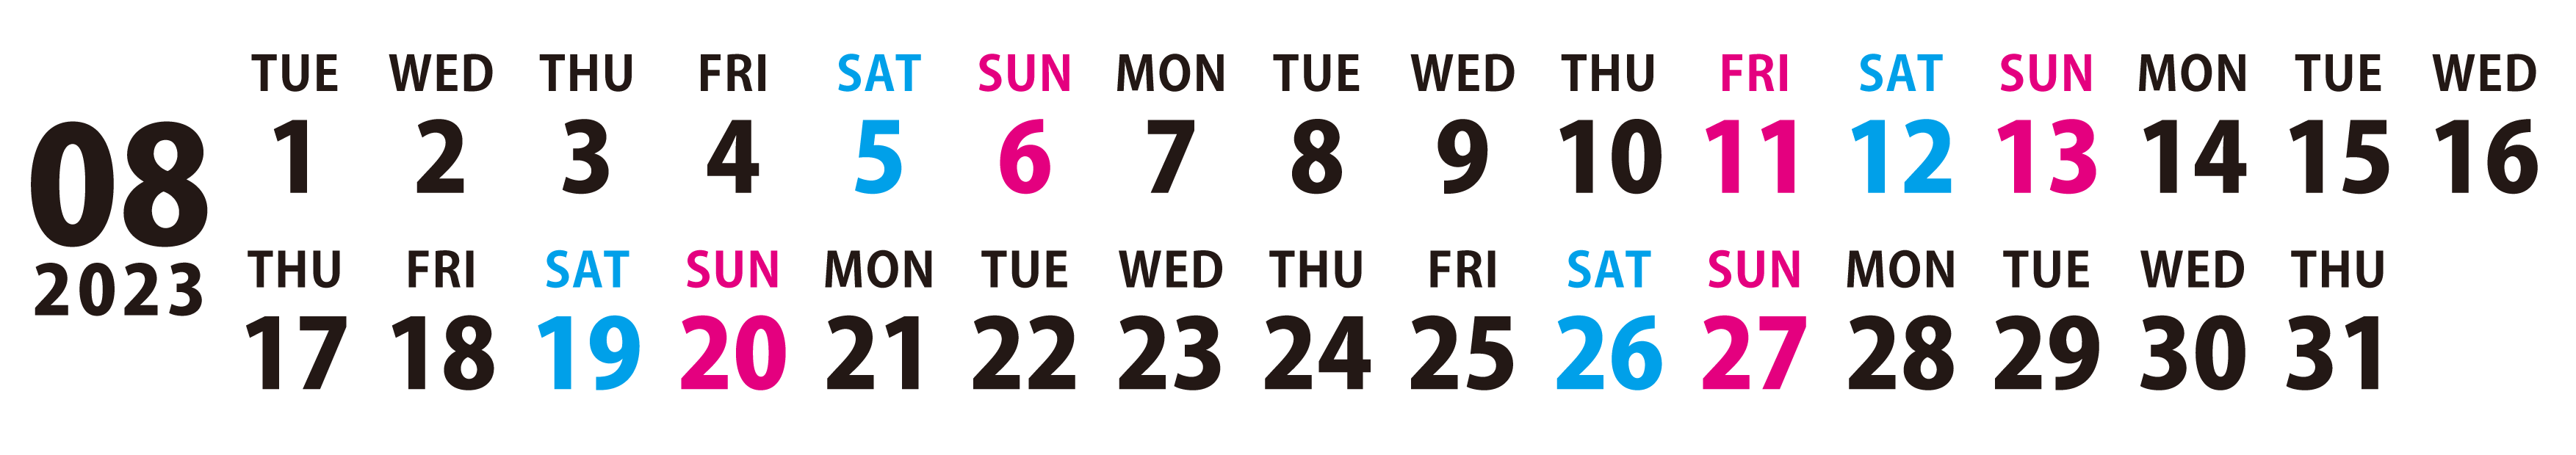 08
2023
TUE WED THU FRI SAT SUN MON TUE WED THU FRI SAT SUN MON TUE WED
1 2 3 4 5 6 7 8 9 10 11 12 13 14 15 16
THU FRI SAT SUN MON TUE WED THU FRI SAT SUN MON TUE WED THU
17 18 19 20 21 22 23 24 25 26 27 28 29 30 31